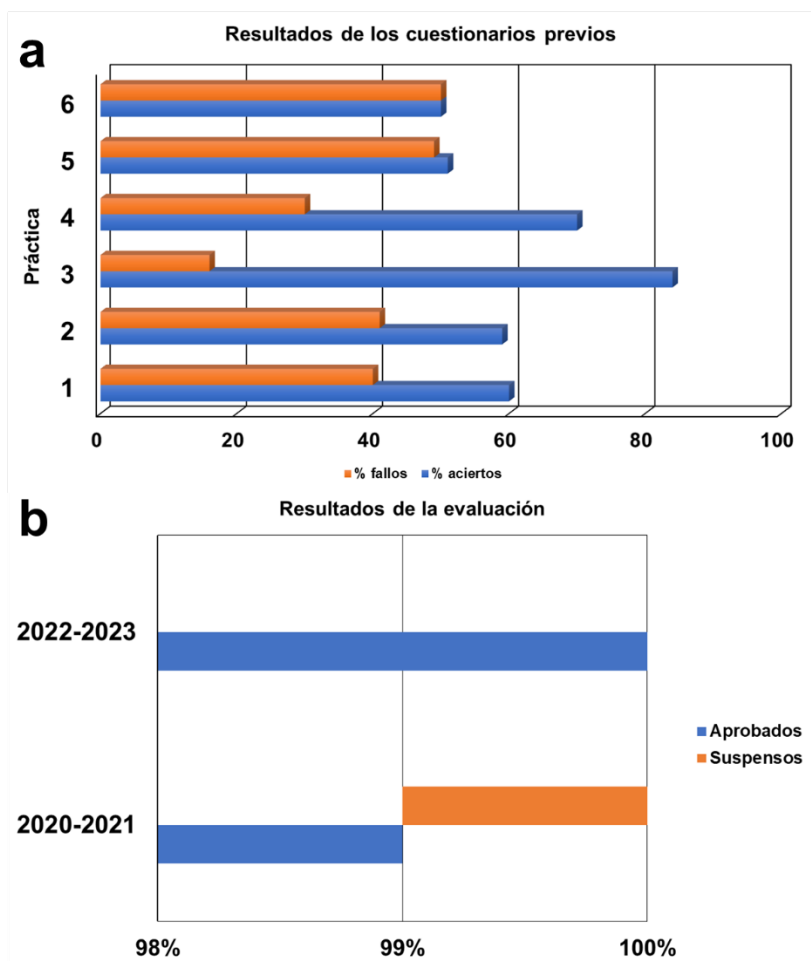 a
Resultados de los cuestionarios previos
Práctica
6
5
4
3
2
1
0 20 40 60 80 100
% fallos % aciertos
b
Resultados de la evaluación
2022-2023
2020-2021
Aprobados
Suspensos
98% 99% 100%